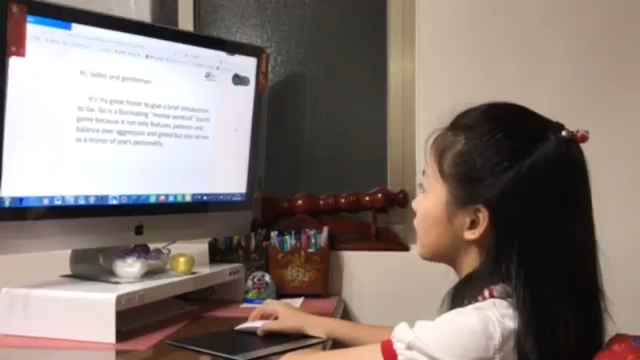 Hi, ladies and gentlemen
It's my great honor to give a brief introduction
to Go. Go is a fascinating "mental workout" board
game because it not only features patience and
balance over aggression and greed but also serves
as a mirror of one's personality.